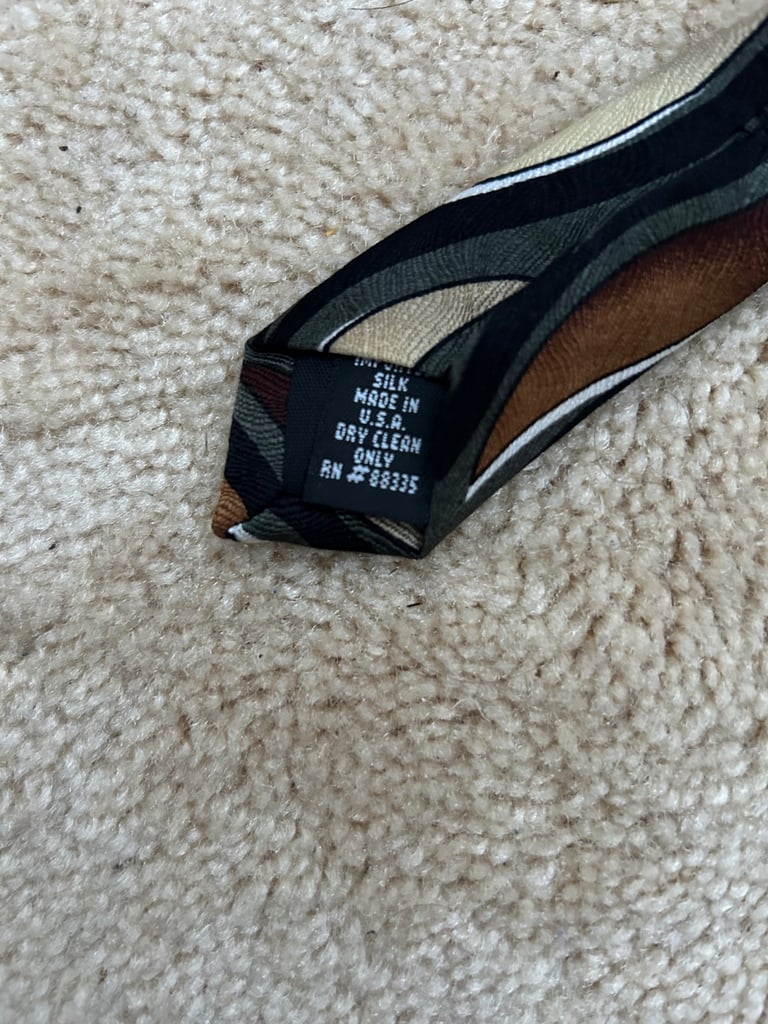 SILK
MADE IN
U.S.A.
DRY CLEAN
ONLY
RN #88335